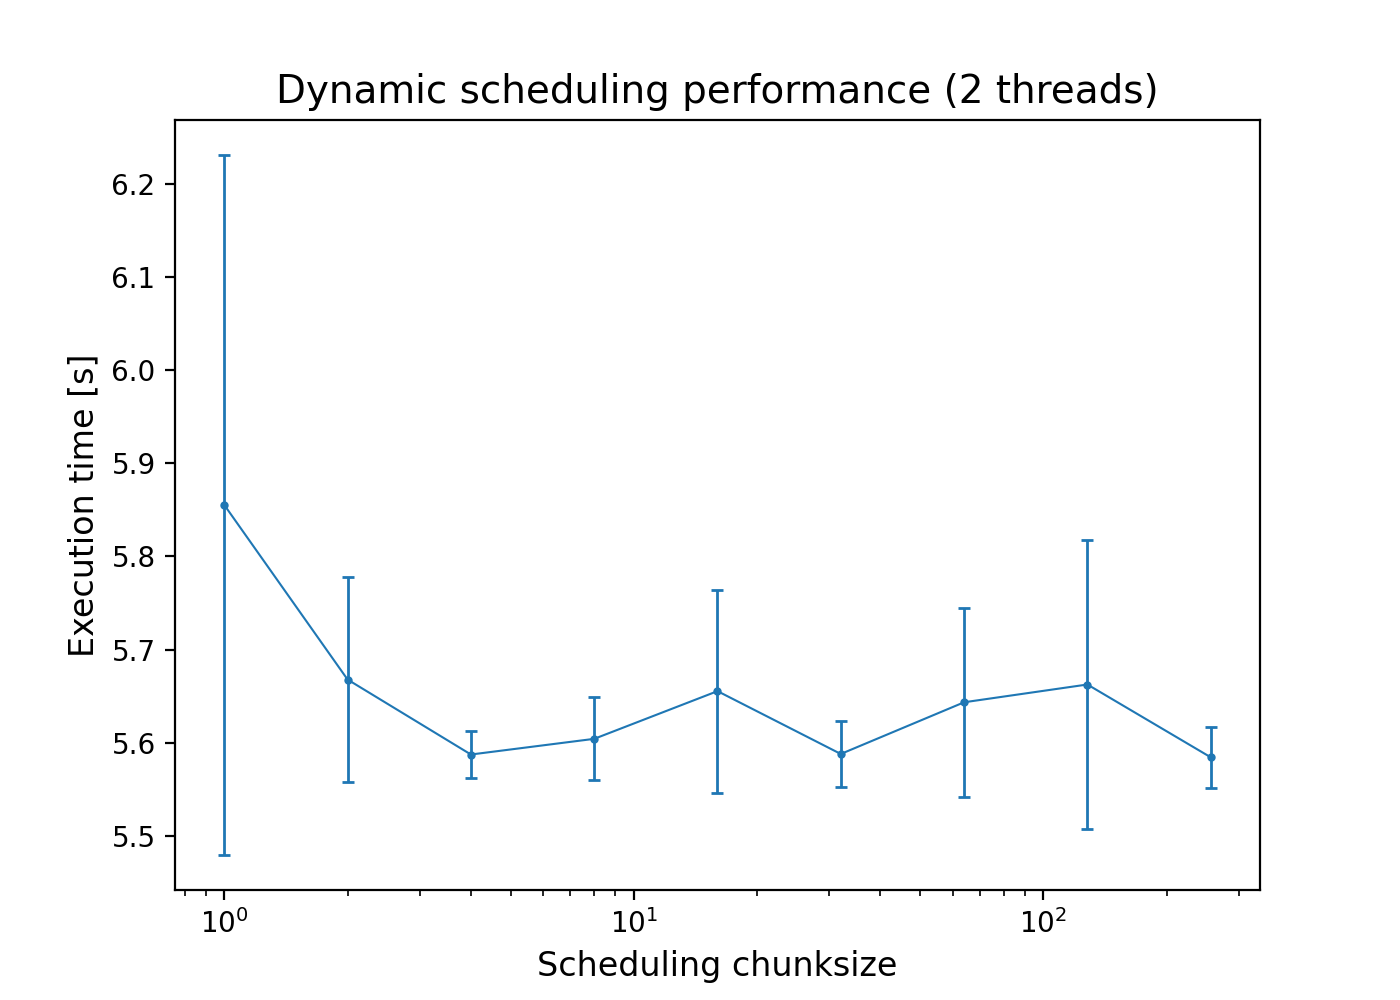 Dynamic scheduling performance (2 threads)
Execution time [s]
6.2
6.1
6.0
5.9
5.8
5.7
5.6
5.5
10⁰ 10¹ 10²
Scheduling chunksize